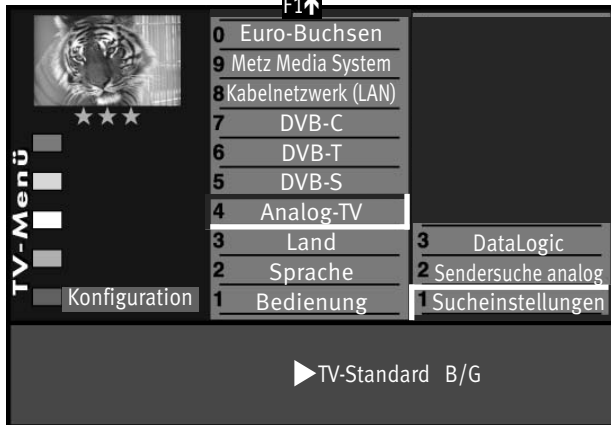 F1↑
0 Euro-Buchsen
9 Metz Media System
8 Kabelnetzwerk (LAN)
7 DVB-C
6 DVB-T
5 DVB-S
4 Analog-TV
3 Land
2 Sprache
1 Bedienung
3 DataLogic
2 Sendersuche analog
1 Sucheinstellungen
TV-Menü
Konfiguration
TV-Standard B/G